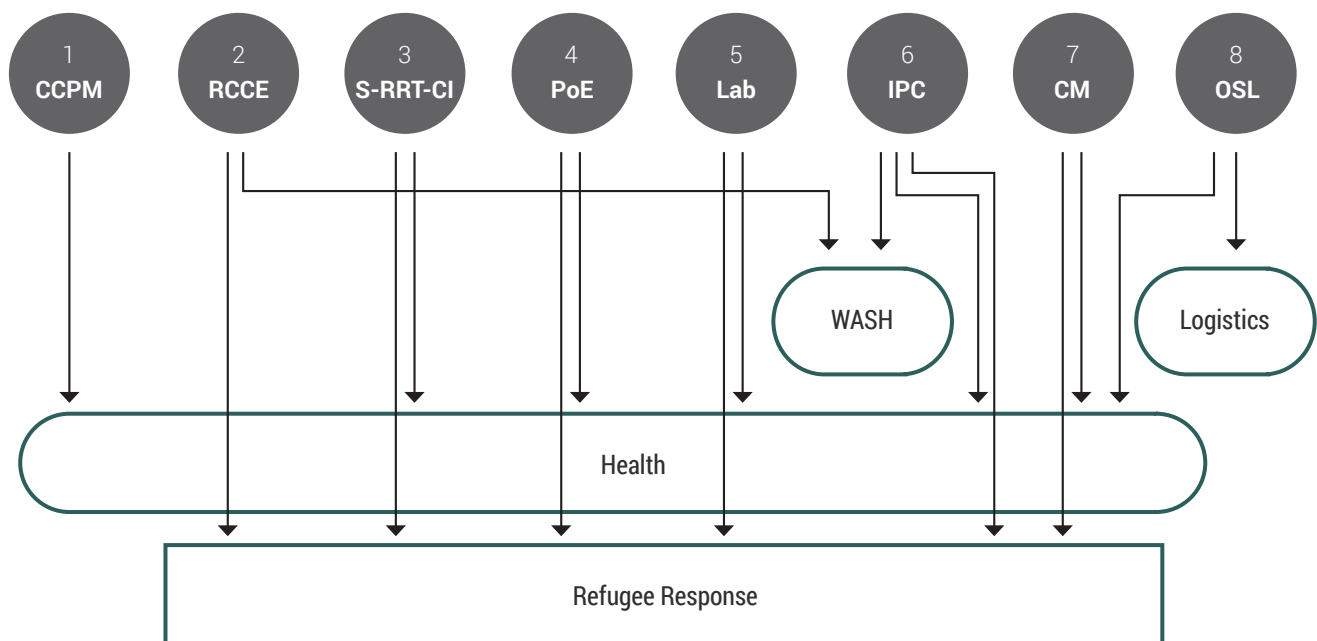 1
CCPM
2
RCCE
3
S-RRT-CI
4
PoE
5
Lab
6
IPC
7
CM
8
OSL
WASH
Logistics
Health
Refugee Response